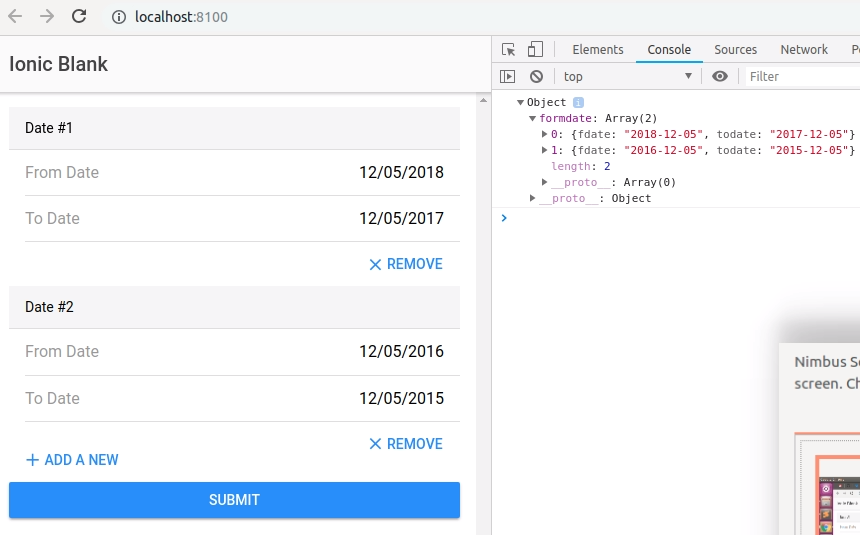 localhost:8100
Ionic Blank
Date #1
From Date 12/05/2018
To Date 12/05/2017
REMOVE
Date #2
From Date 12/05/2016
To Date 12/05/2015
REMOVE
ADD A NEW
SUBMIT
Elements Console Sources Network
top Filter
Object i
formdate: Array(2)
0: {fdate: "2018-12-05", todate: "2017-12-05"}
1: {fdate: "2016-12-05", todate: "2015-12-05"}
length: 2
__proto__: Array(0)
__proto__: Object
Nimbus
screen.